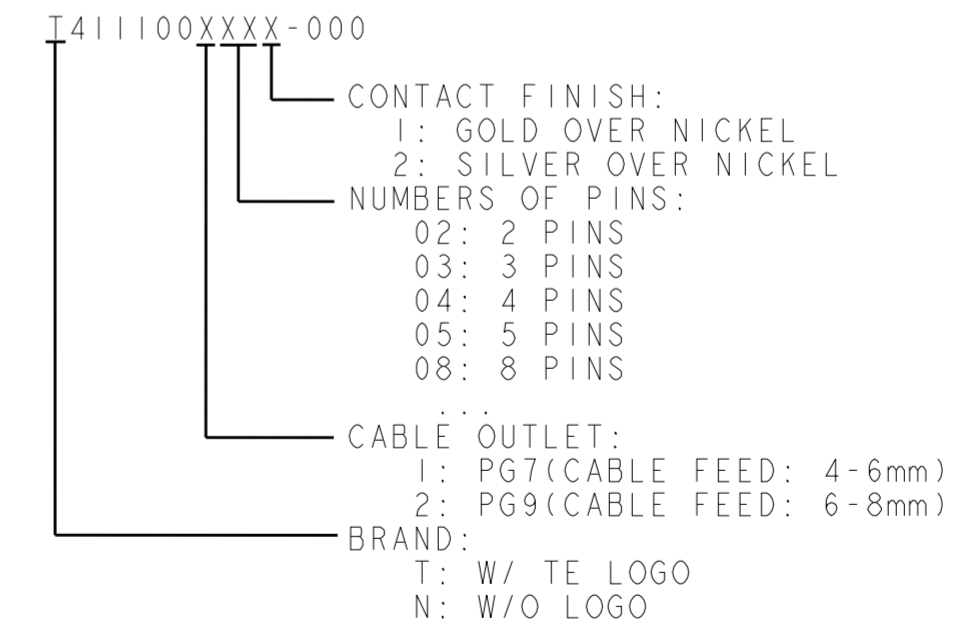 T411100XXXX-000
CONTACT FINISH:
1: GOLD OVER NICKEL
2: SILVER OVER NICKEL
NUMBERS OF PINS:
02: 2 PINS
03: 3 PINS
04: 4 PINS
05: 5 PINS
08: 8 PINS
...
CABLE OUTLET:
1: PG7(CABLE FEED: 4-6mm)
2: PG9(CABLE FEED: 6-8mm)
BRAND:
T: W/ TE LOGO
N: W/O LOGO